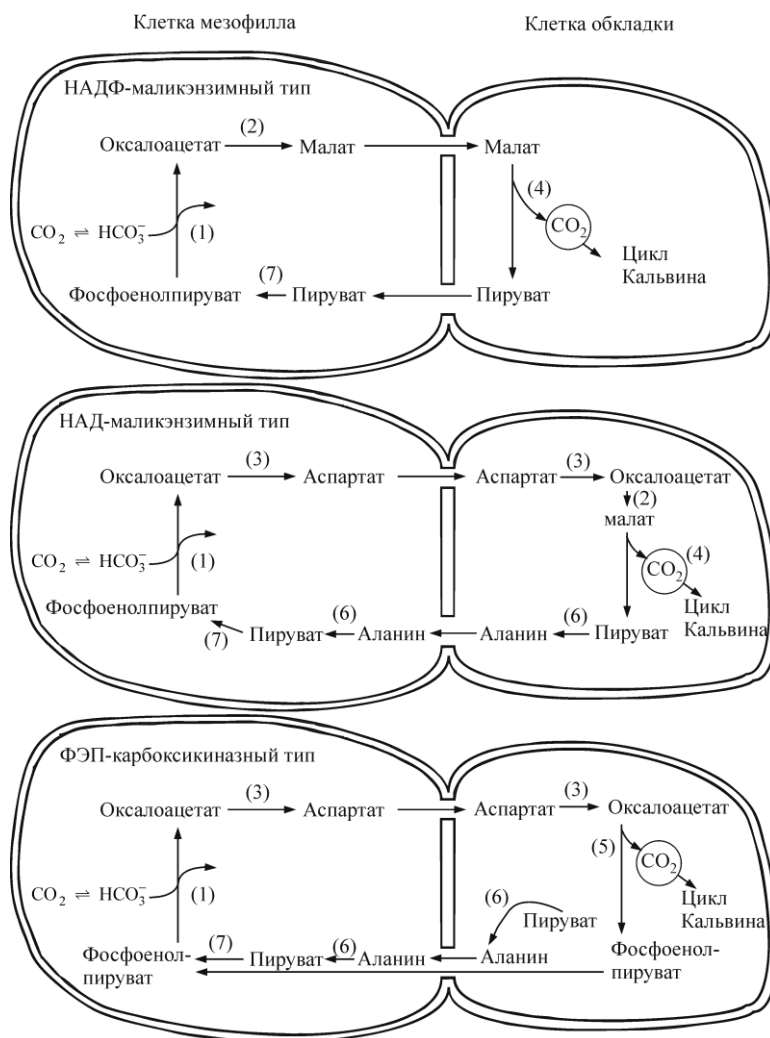 Клетка мезофилла
Клетка обкладки
НАДФ-маликэнзимный тип
Оксалоацетат (2) Малат Малат
(4)
CO₂ ⇌ HCO₃⁻ (1) CO₂
Цикл
Кальвина
Фосфоенолпируват (7) Пируват Пируват
НАД-маликэнзимный тип
Оксалоацетат (3) Аспартат Аспартат (3) Оксалоацетат
(2)
малат
CO₂ ⇌ HCO₃⁻ (1) CO₂ (4)
Фосфоенолпируват
Цикл
Кальвина
(7) Пируват (6) Аланин Аланин (6) Пируват
ФЭП-карбоксикиназный тип
Оксалоацетат (3) Аспартат Аспартат (3) Оксалоацетат
(5) CO₂
CO₂ ⇌ HCO₃⁻ (1)
Цикл
Кальвина
(6) Пируват
Фосфоенол-
пируват
(7) Пируват (6) Аланин Аланин
Фосфоенол-
пируват